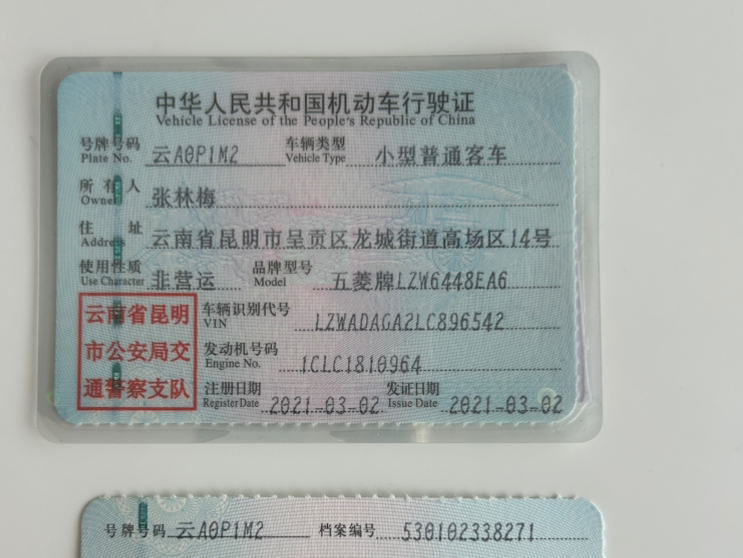 中华人民共和国机动车行驶证
Vehicle License of the People's Republic of China
号牌号码 Plate No. 云A0P1M2 车辆类型 Vehicle Type 小型普通客车
所有人 Owner 张林梅
住址 Address 云南省昆明市呈贡区龙城街道高场区14号
使用性质 Use Character 非营运 品牌型号 Model 五菱牌LZW6448EA6
云南省昆明
市公安局交
通警察支队
车辆识别代号 VIN LZWADAGA2LC896542
发动机号码 Engine No. 1CLC1810964
注册日期 Register Date 2021-03-02 发证日期 Issue Date 2021-03-02
号牌号码 云A0P1M2 档案编号 530102338271